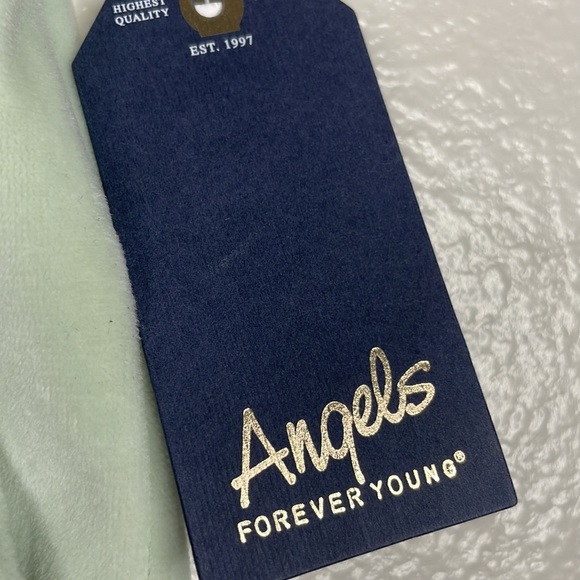 HIGHEST
QUALITY
EST. 1997
Angels
FOREVER YOUNG®